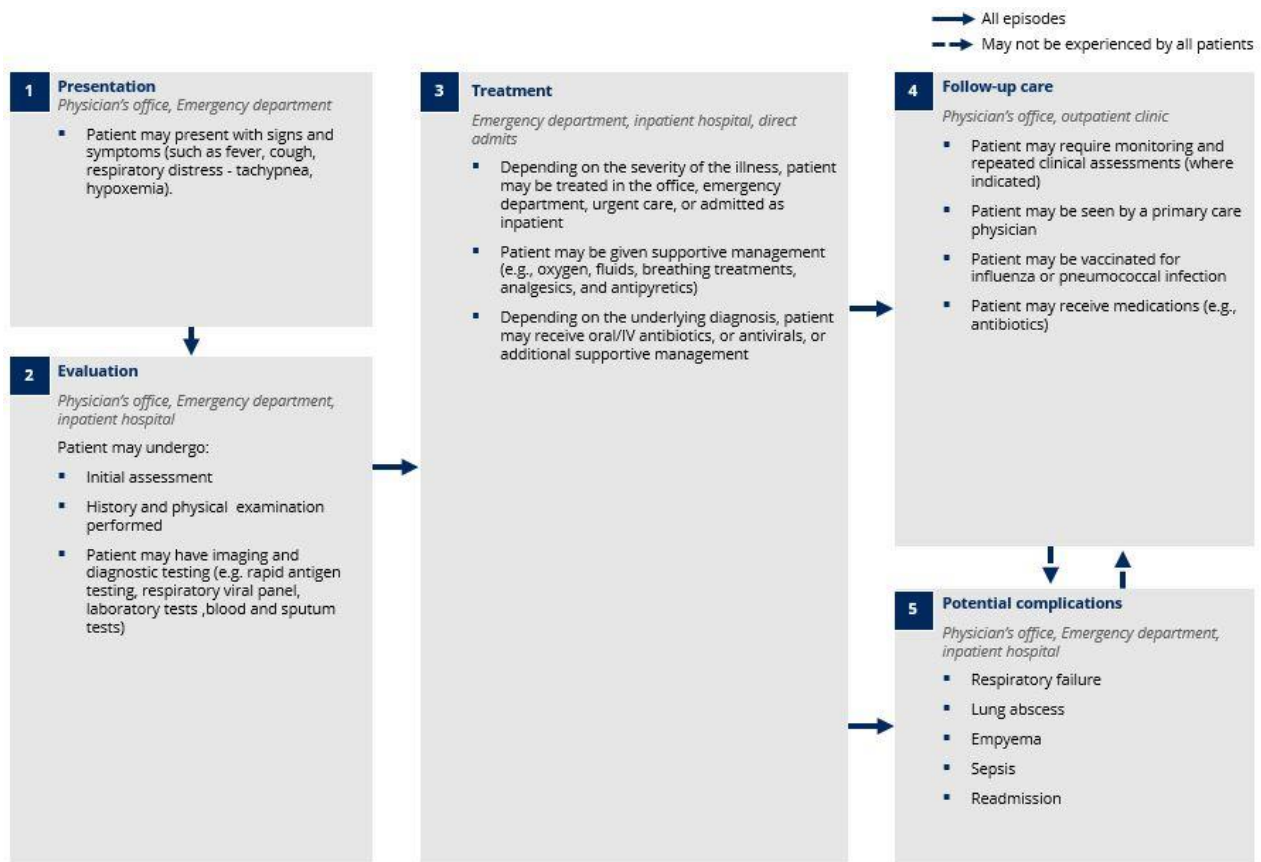 All episodes
May not be experienced by all patients
1
Presentation
Physician's office, Emergency department
▪ Patient may present with signs and
symptoms (such as fever, cough,
respiratory distress - tachypnea,
hypoxemia).
2
Evaluation
Physician's office, Emergency department,
inpatient hospital
Patient may undergo:
▪ Initial assessment
▪ History and physical examination
performed
▪ Patient may have imaging and
diagnostic testing (e.g. rapid antigen
testing, respiratory viral panel,
laboratory tests ,blood and sputum
tests)
3
Treatment
Emergency department, inpatient hospital, direct
admits
▪ Depending on the severity of the illness, patient
may be treated in the office, emergency
department, urgent care, or admitted as
inpatient
▪ Patient may be given supportive management
(e.g., oxygen, fluids, breathing treatments,
analgesics, and antipyretics)
▪ Depending on the underlying diagnosis, patient
may receive oral/IV antibiotics, or antivirals, or
additional supportive management
4
Follow-up care
Physician's office, outpatient clinic
▪ Patient may require monitoring and
repeated clinical assessments (where
indicated)
▪ Patient may be seen by a primary care
physician
▪ Patient may be vaccinated for
influenza or pneumococcal infection
▪ Patient may receive medications (e.g.,
antibiotics)
5
Potential complications
Physician's office, Emergency department,
inpatient hospital
▪ Respiratory failure
▪ Lung abscess
▪ Empyema
▪ Sepsis
▪ Readmission